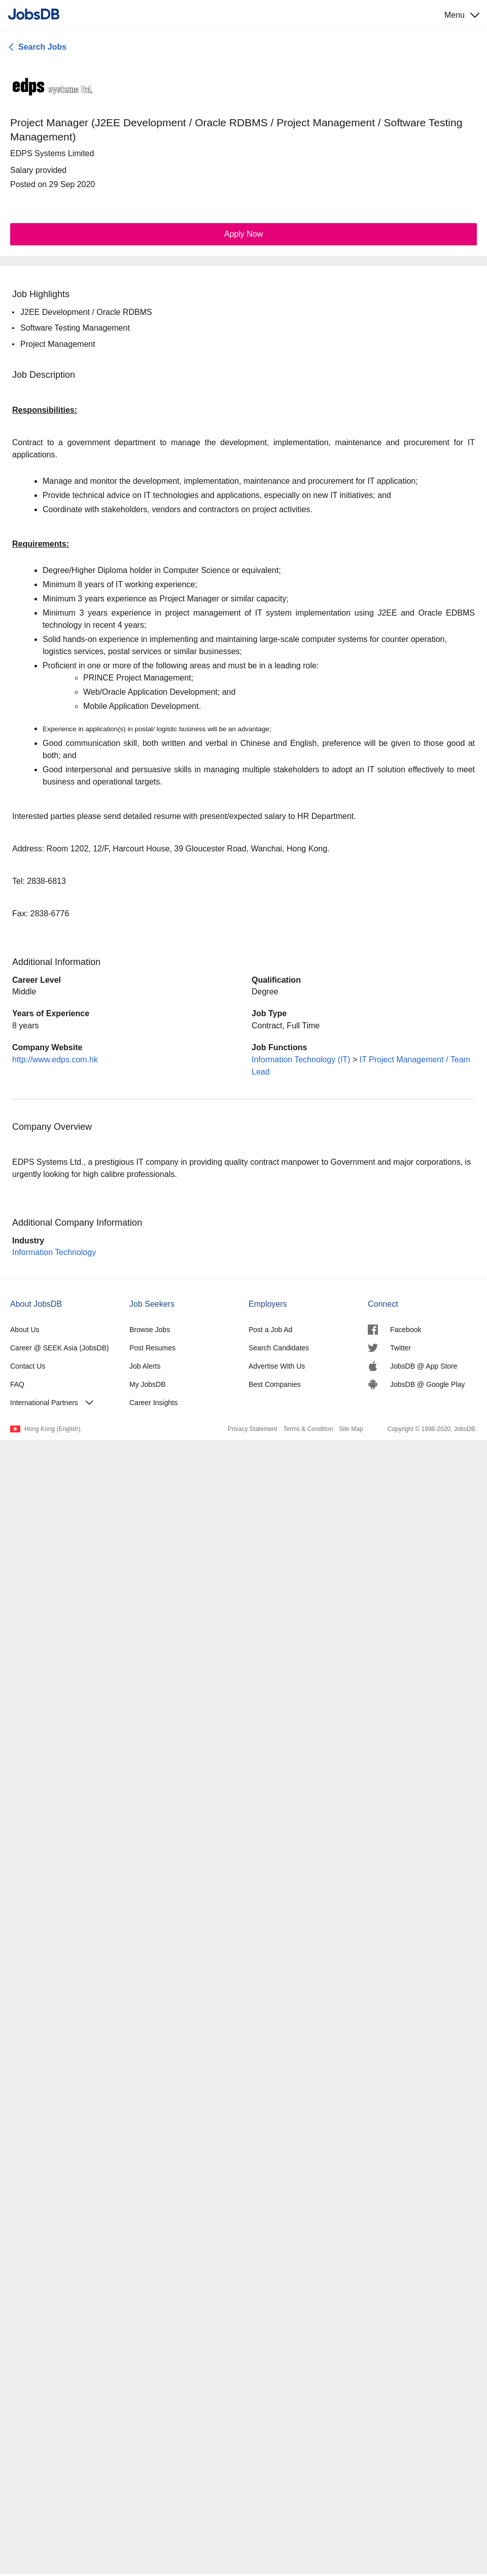 JobsDB
Menu
Search Jobs
edps systems ltd.
Project Manager (J2EE Development / Oracle RDBMS / Project Management / Software Testing
Management)
EDPS Systems Limited
Salary provided
Posted on 29 Sep 2020
Apply Now
Job Highlights
• J2EE Development / Oracle RDBMS
• Software Testing Management
• Project Management
Job Description
Responsibilities:
Contract to a government department to manage the development, implementation, maintenance and procurement for IT
applications.
• Manage and monitor the development, implementation, maintenance and procurement for IT application;
• Provide technical advice on IT technologies and applications, especially on new IT initiatives; and
• Coordinate with stakeholders, vendors and contractors on project activities.
Requirements:
• Degree/Higher Diploma holder in Computer Science or equivalent;
• Minimum 8 years of IT working experience;
• Minimum 3 years experience as Project Manager or similar capacity;
• Minimum 3 years experience in project management of IT system implementation using J2EE and Oracle EDBMS
technology in recent 4 years;
• Solid hands-on experience in implementing and maintaining large-scale computer systems for counter operation,
logistics services, postal services or similar businesses;
• Proficient in one or more of the following areas and must be in a leading role:
◦ PRINCE Project Management;
◦ Web/Oracle Application Development; and
◦ Mobile Application Development.
• Experience in application(s) in postal/ logistic business will be an advantage;
• Good communication skill, both written and verbal in Chinese and English, preference will be given to those good at
both; and
• Good interpersonal and persuasive skills in managing multiple stakeholders to adopt an IT solution effectively to meet
business and operational targets.
Interested parties please send detailed resume with present/expected salary to HR Department.
Address: Room 1202, 12/F, Harcourt House, 39 Gloucester Road, Wanchai, Hong Kong.
Tel: 2838-6813
Fax: 2838-6776
Additional Information
Career Level
Middle
Qualification
Degree
Years of Experience
8 years
Job Type
Contract, Full Time
Company Website
http://www.edps.com.hk
Job Functions
Information Technology (IT) > IT Project Management / Team
Lead
Company Overview
EDPS Systems Ltd., a prestigious IT company in providing quality contract manpower to Government and major corporations, is
urgently looking for high calibre professionals.
Additional Company Information
Industry
Information Technology
About JobsDB
About Us
Career @ SEEK Asia (JobsDB)
Contact Us
FAQ
International Partners
Job Seekers
Browse Jobs
Post Resumes
Job Alerts
My JobsDB
Career Insights
Employers
Post a Job Ad
Search Candidates
Advertise With Us
Best Companies
Connect
Facebook
Twitter
JobsDB @ App Store
JobsDB @ Google Play
Hong Kong (English)
Privacy Statement Terms & Condition Site Map Copyright © 1998-2020, JobsDB.